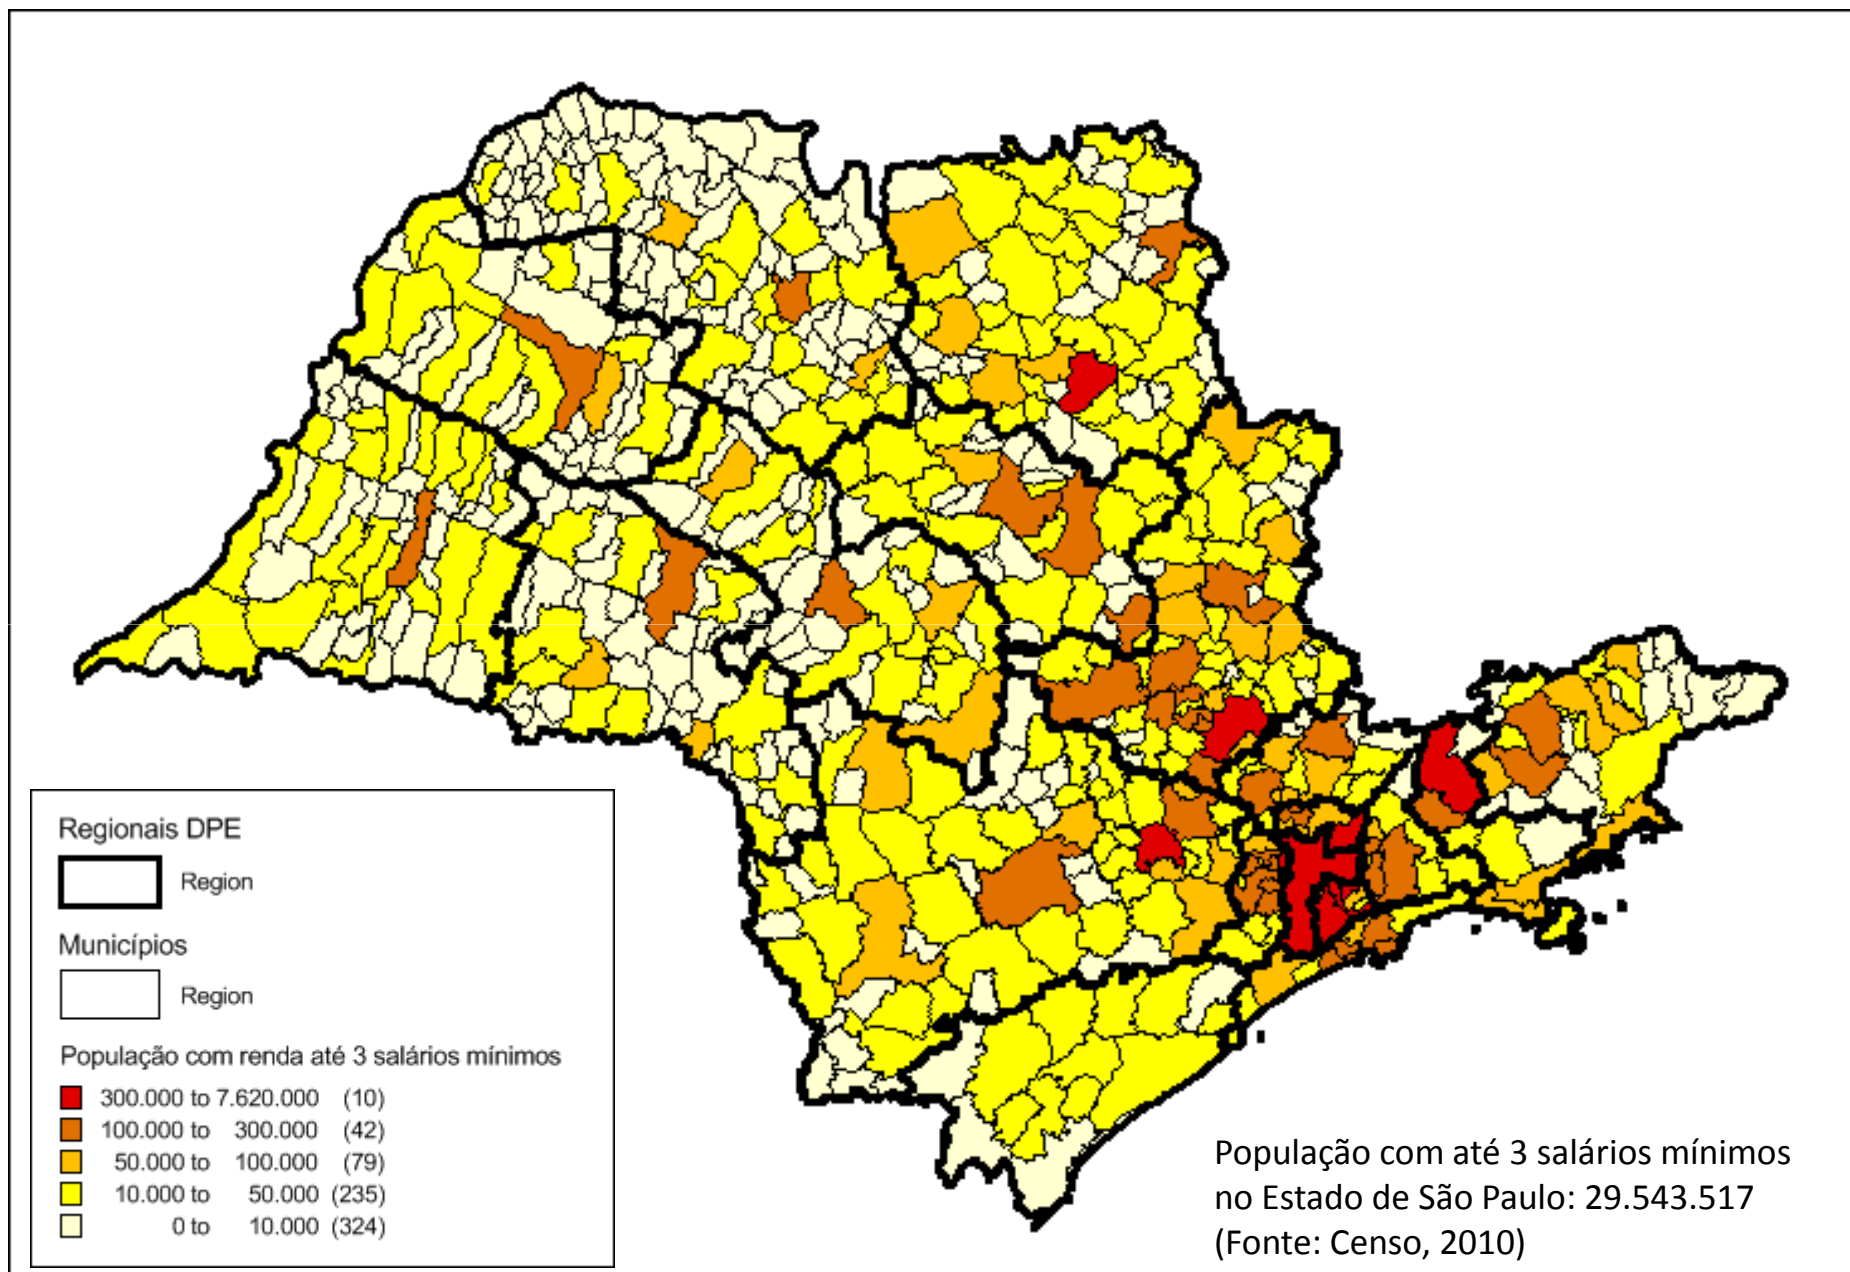 Regionais DPE
Region
Municípios
Region
População com renda até 3 salários mínimos
300.000 to 7.620.000 (10)
100.000 to 300.000 (42)
50.000 to 100.000 (79)
10.000 to 50.000 (235)
0 to 10.000 (324)
População com até 3 salários mínimos
no Estado de São Paulo: 29.543.517
(Fonte: Censo, 2010)